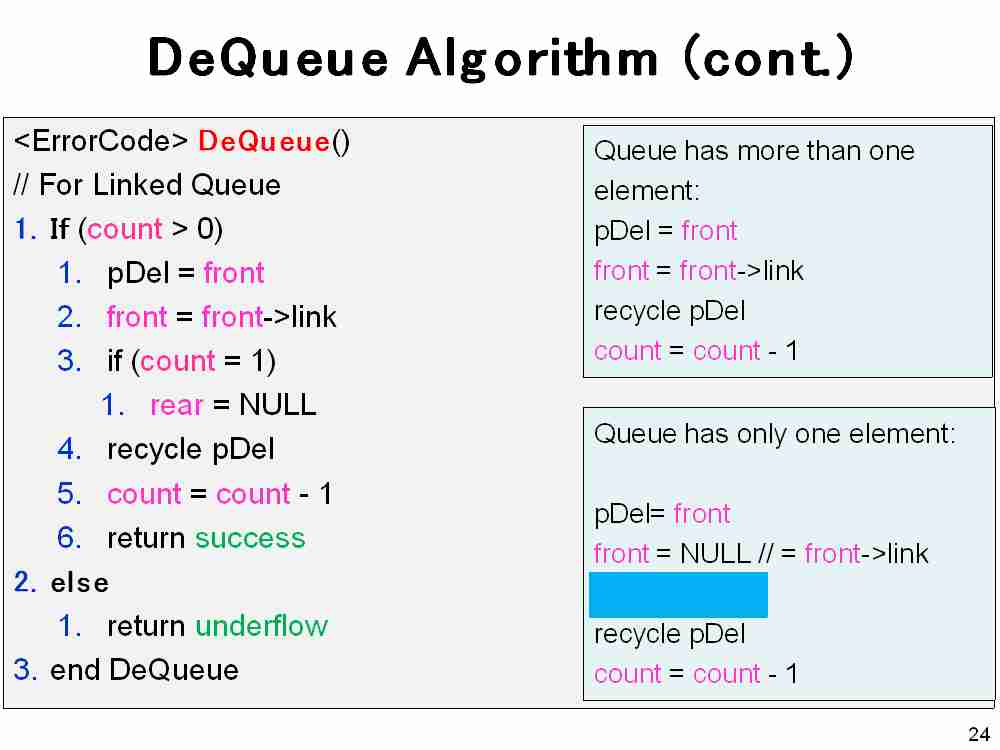 DeQueue Algorithm (cont.)
<ErrorCode> DeQueue()
// For Linked Queue
1. If (count > 0)
1. pDel = front
2. front = front->link
3. if (count = 1)
1. rear = NULL
4. recycle pDel
5. count = count - 1
6. return success
2. else
1. return underflow
3. end DeQueue
Queue has more than one
element:
pDel = front
front = front->link
recycle pDel
count = count - 1
Queue has only one element:
pDel= front
front = NULL // = front->link
recycle pDel
count = count - 1
24